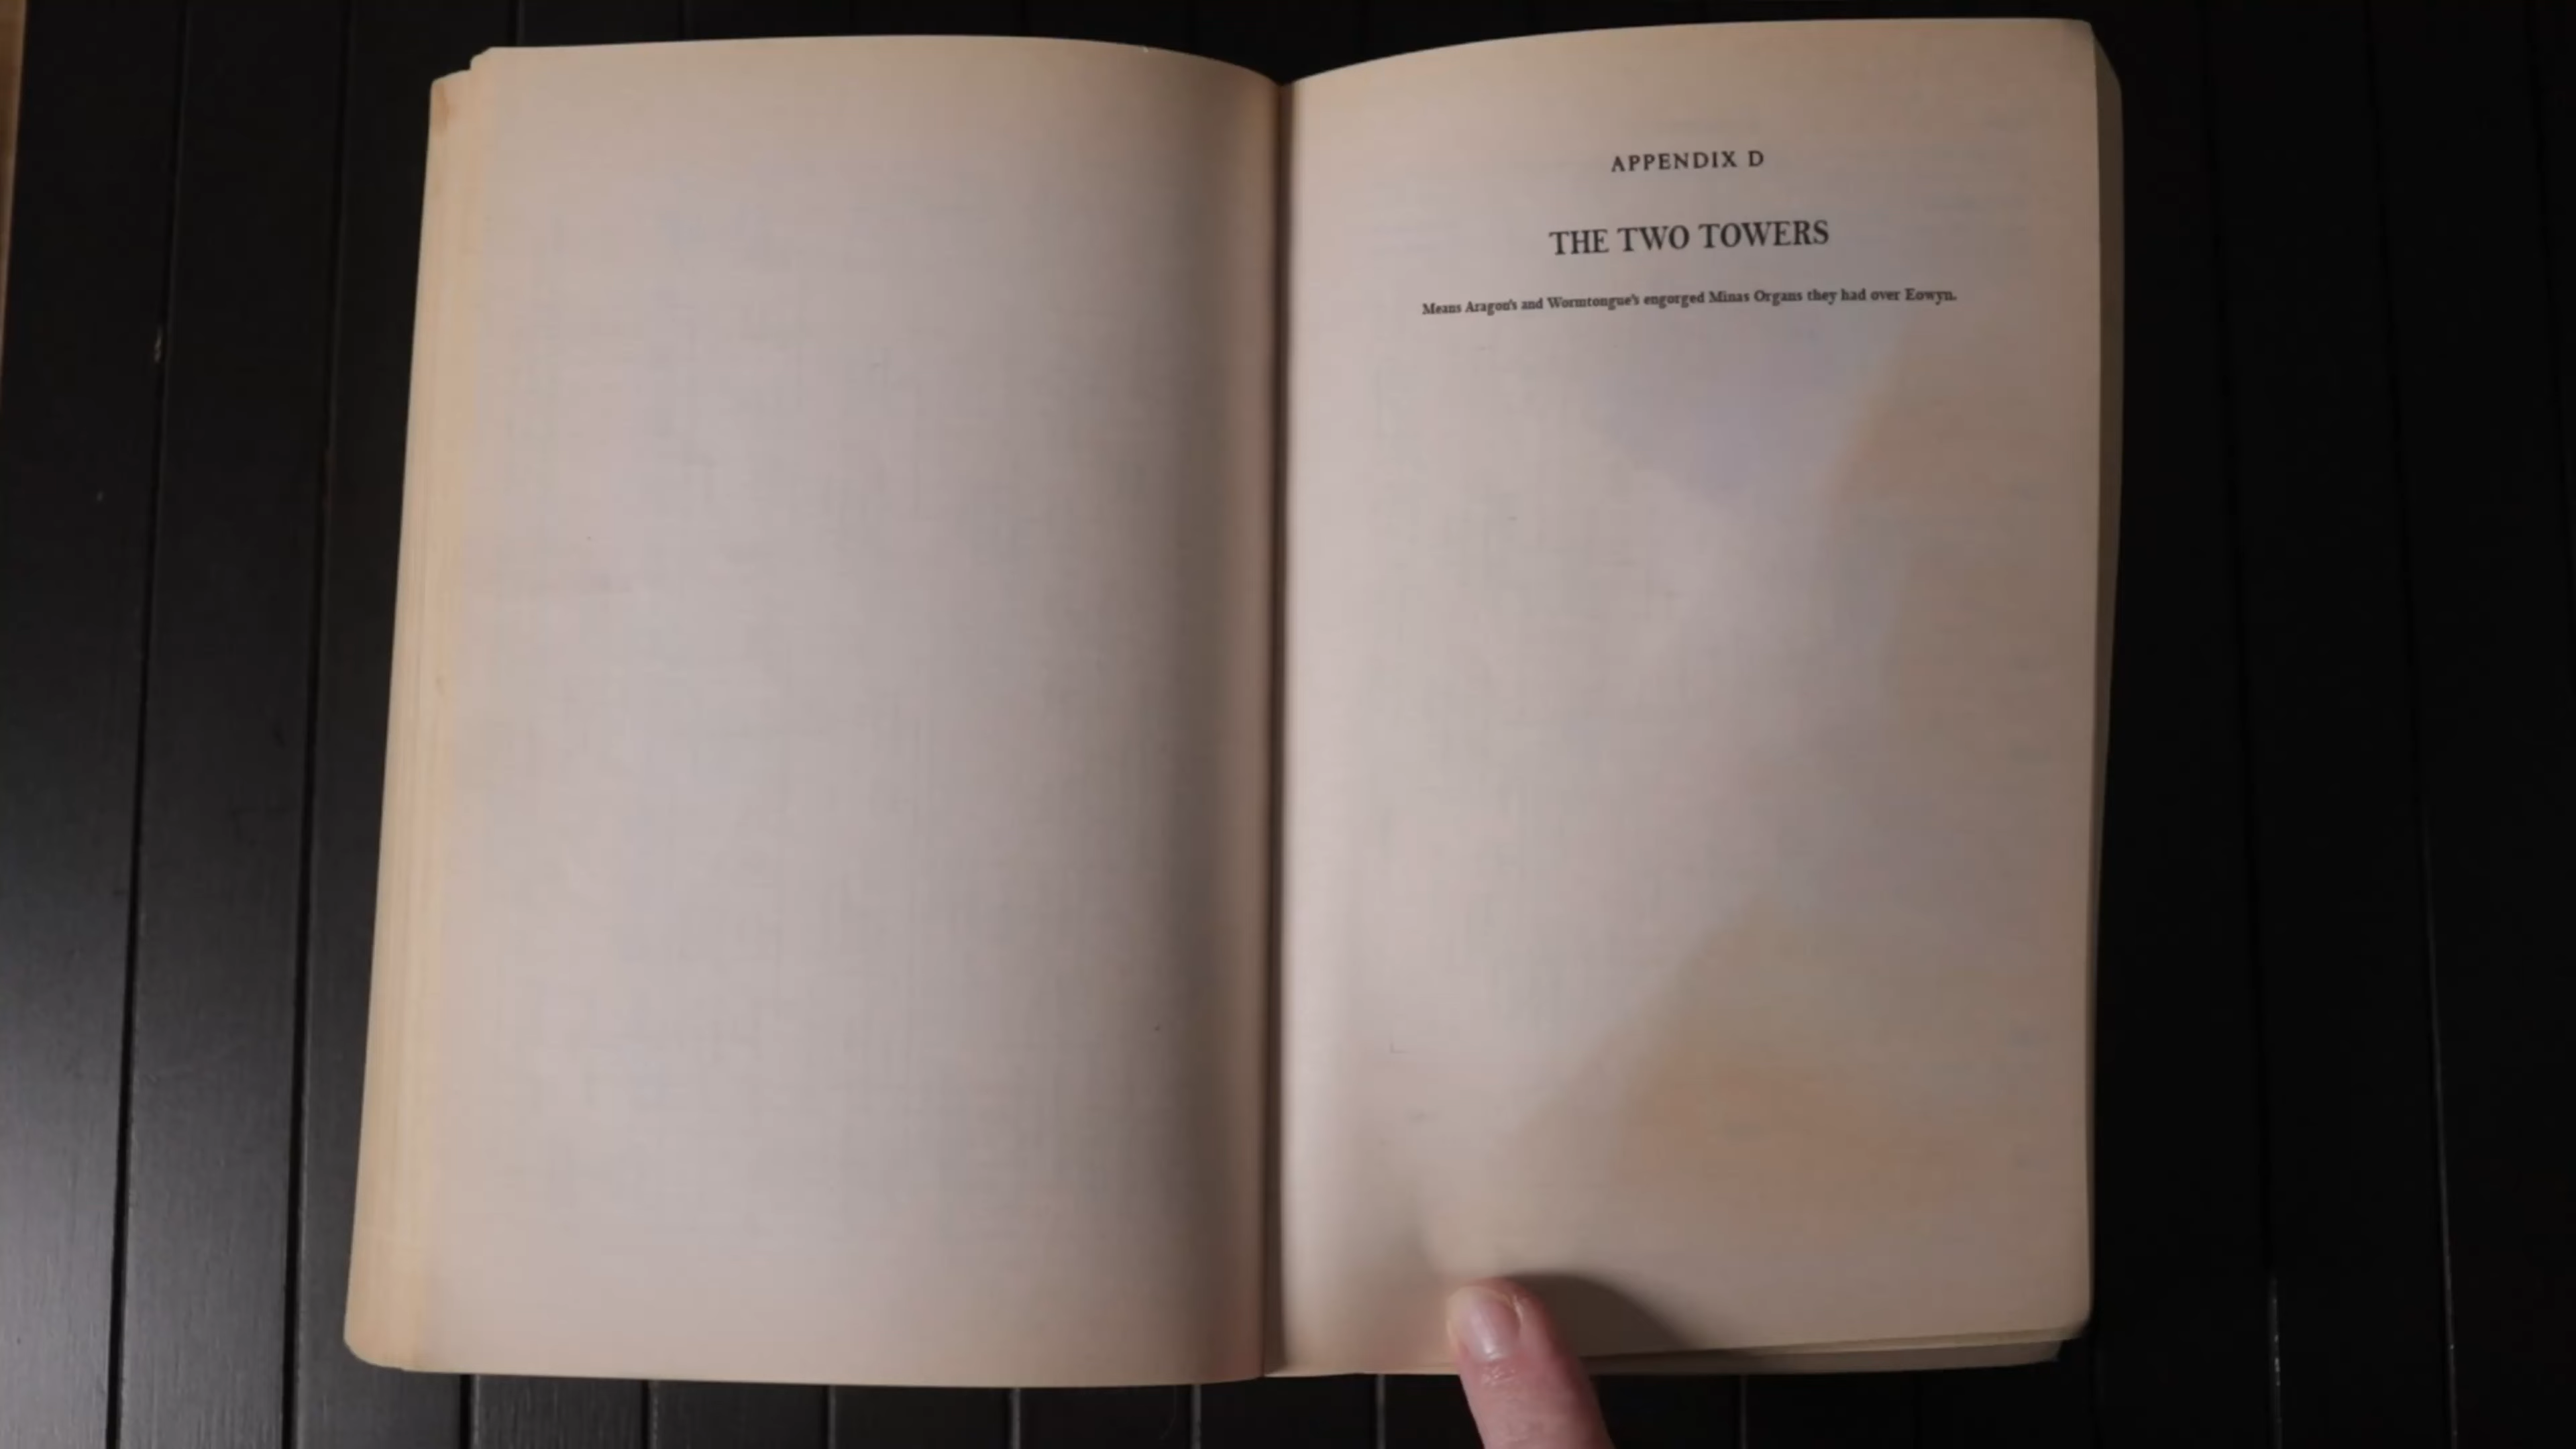 APPENDIX D
THE TWO TOWERS
Means Aragon's and Wormtongue's engorged Minas Organs they had over Eowyn.